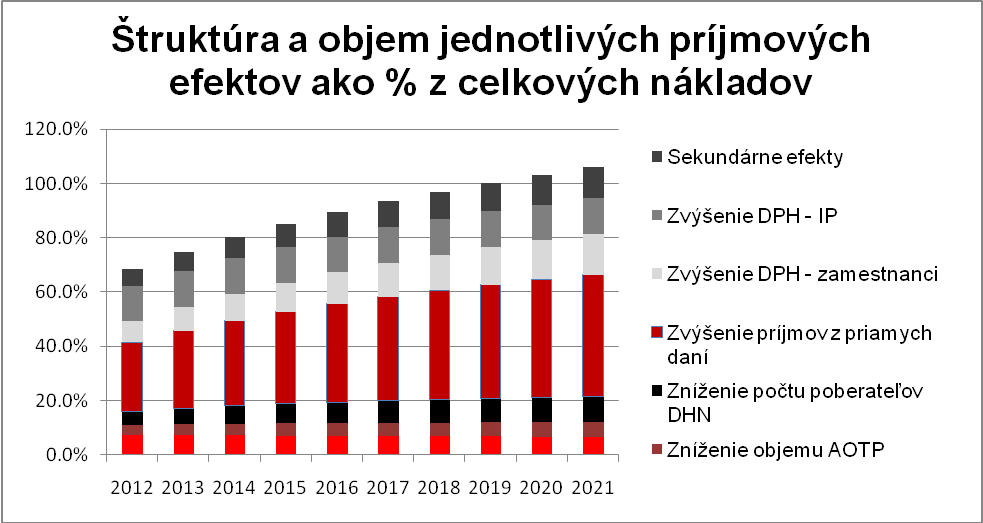 Štruktúra a objem jednotlivých príjmových
efektov ako % z celkových nákladov
120.0%
100.0%
80.0%
60.0%
40.0%
20.0%
0.0%
2012 2013 2014 2015 2016 2017 2018 2019 2020 2021
Sekundárne efekty
Zvýšenie DPH - IP
Zvýšenie DPH - zamestnanci
Zvýšenie príjmov z priamych
daní
Zníženie počtu poberateľov
DHN
Zníženie objemu AOTP